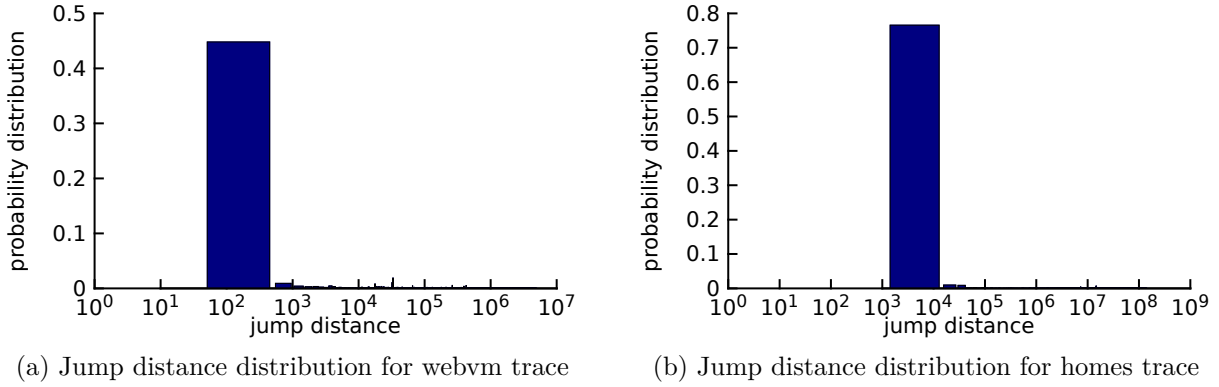 0.5
0.4
0.3
0.2
0.1
0
probability distribution
10^0 10^1 10^2 10^3 10^4 10^5 10^6 10^7
jump distance
(a) Jump distance distribution for webvm trace
0.8
0.7
0.6
0.5
0.4
0.3
0.2
0.1
0
probability distribution
10^0 10^1 10^2 10^3 10^4 10^5 10^6 10^7 10^8 10^9
jump distance
(b) Jump distance distribution for homes trace